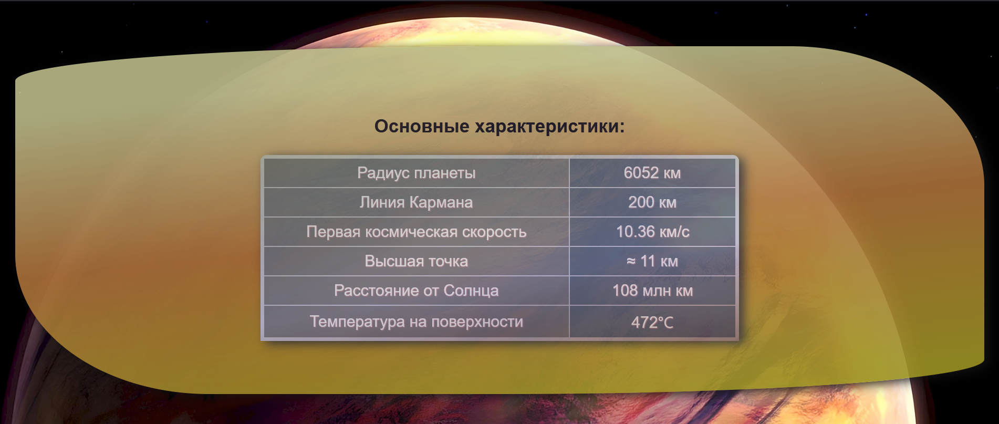 Основные характеристики:
Радиус планеты 6052 км
Линия Кармана 200 км
Первая космическая скорость 10.36 км/с
Высшая точка ≈ 11 км
Расстояние от Солнца 108 млн км
Температура на поверхности 472°C